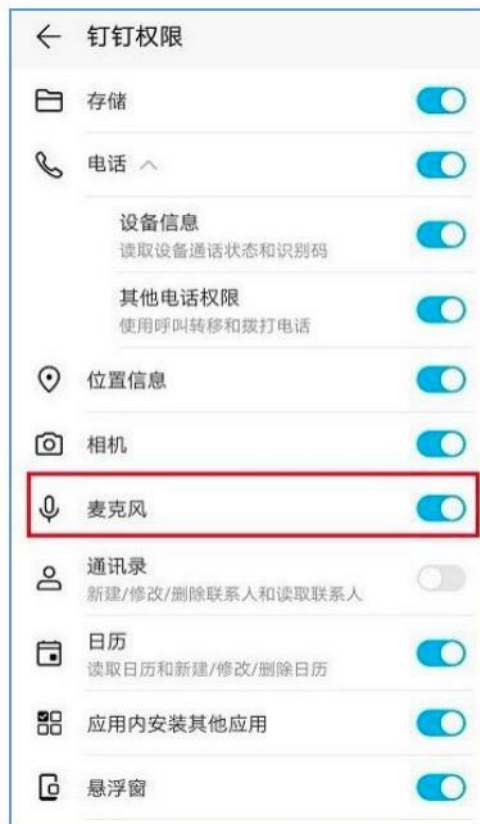 钉钉权限
存储
电话
设备信息
读取设备通话状态和识别码
其他电话权限
使用呼叫转移和拨打电话
位置信息
相机
麦克风
通讯录
新建/修改/删除联系人和读取联系人
日历
读取日历和新建/修改/删除日历
应用内安装其他应用
悬浮窗